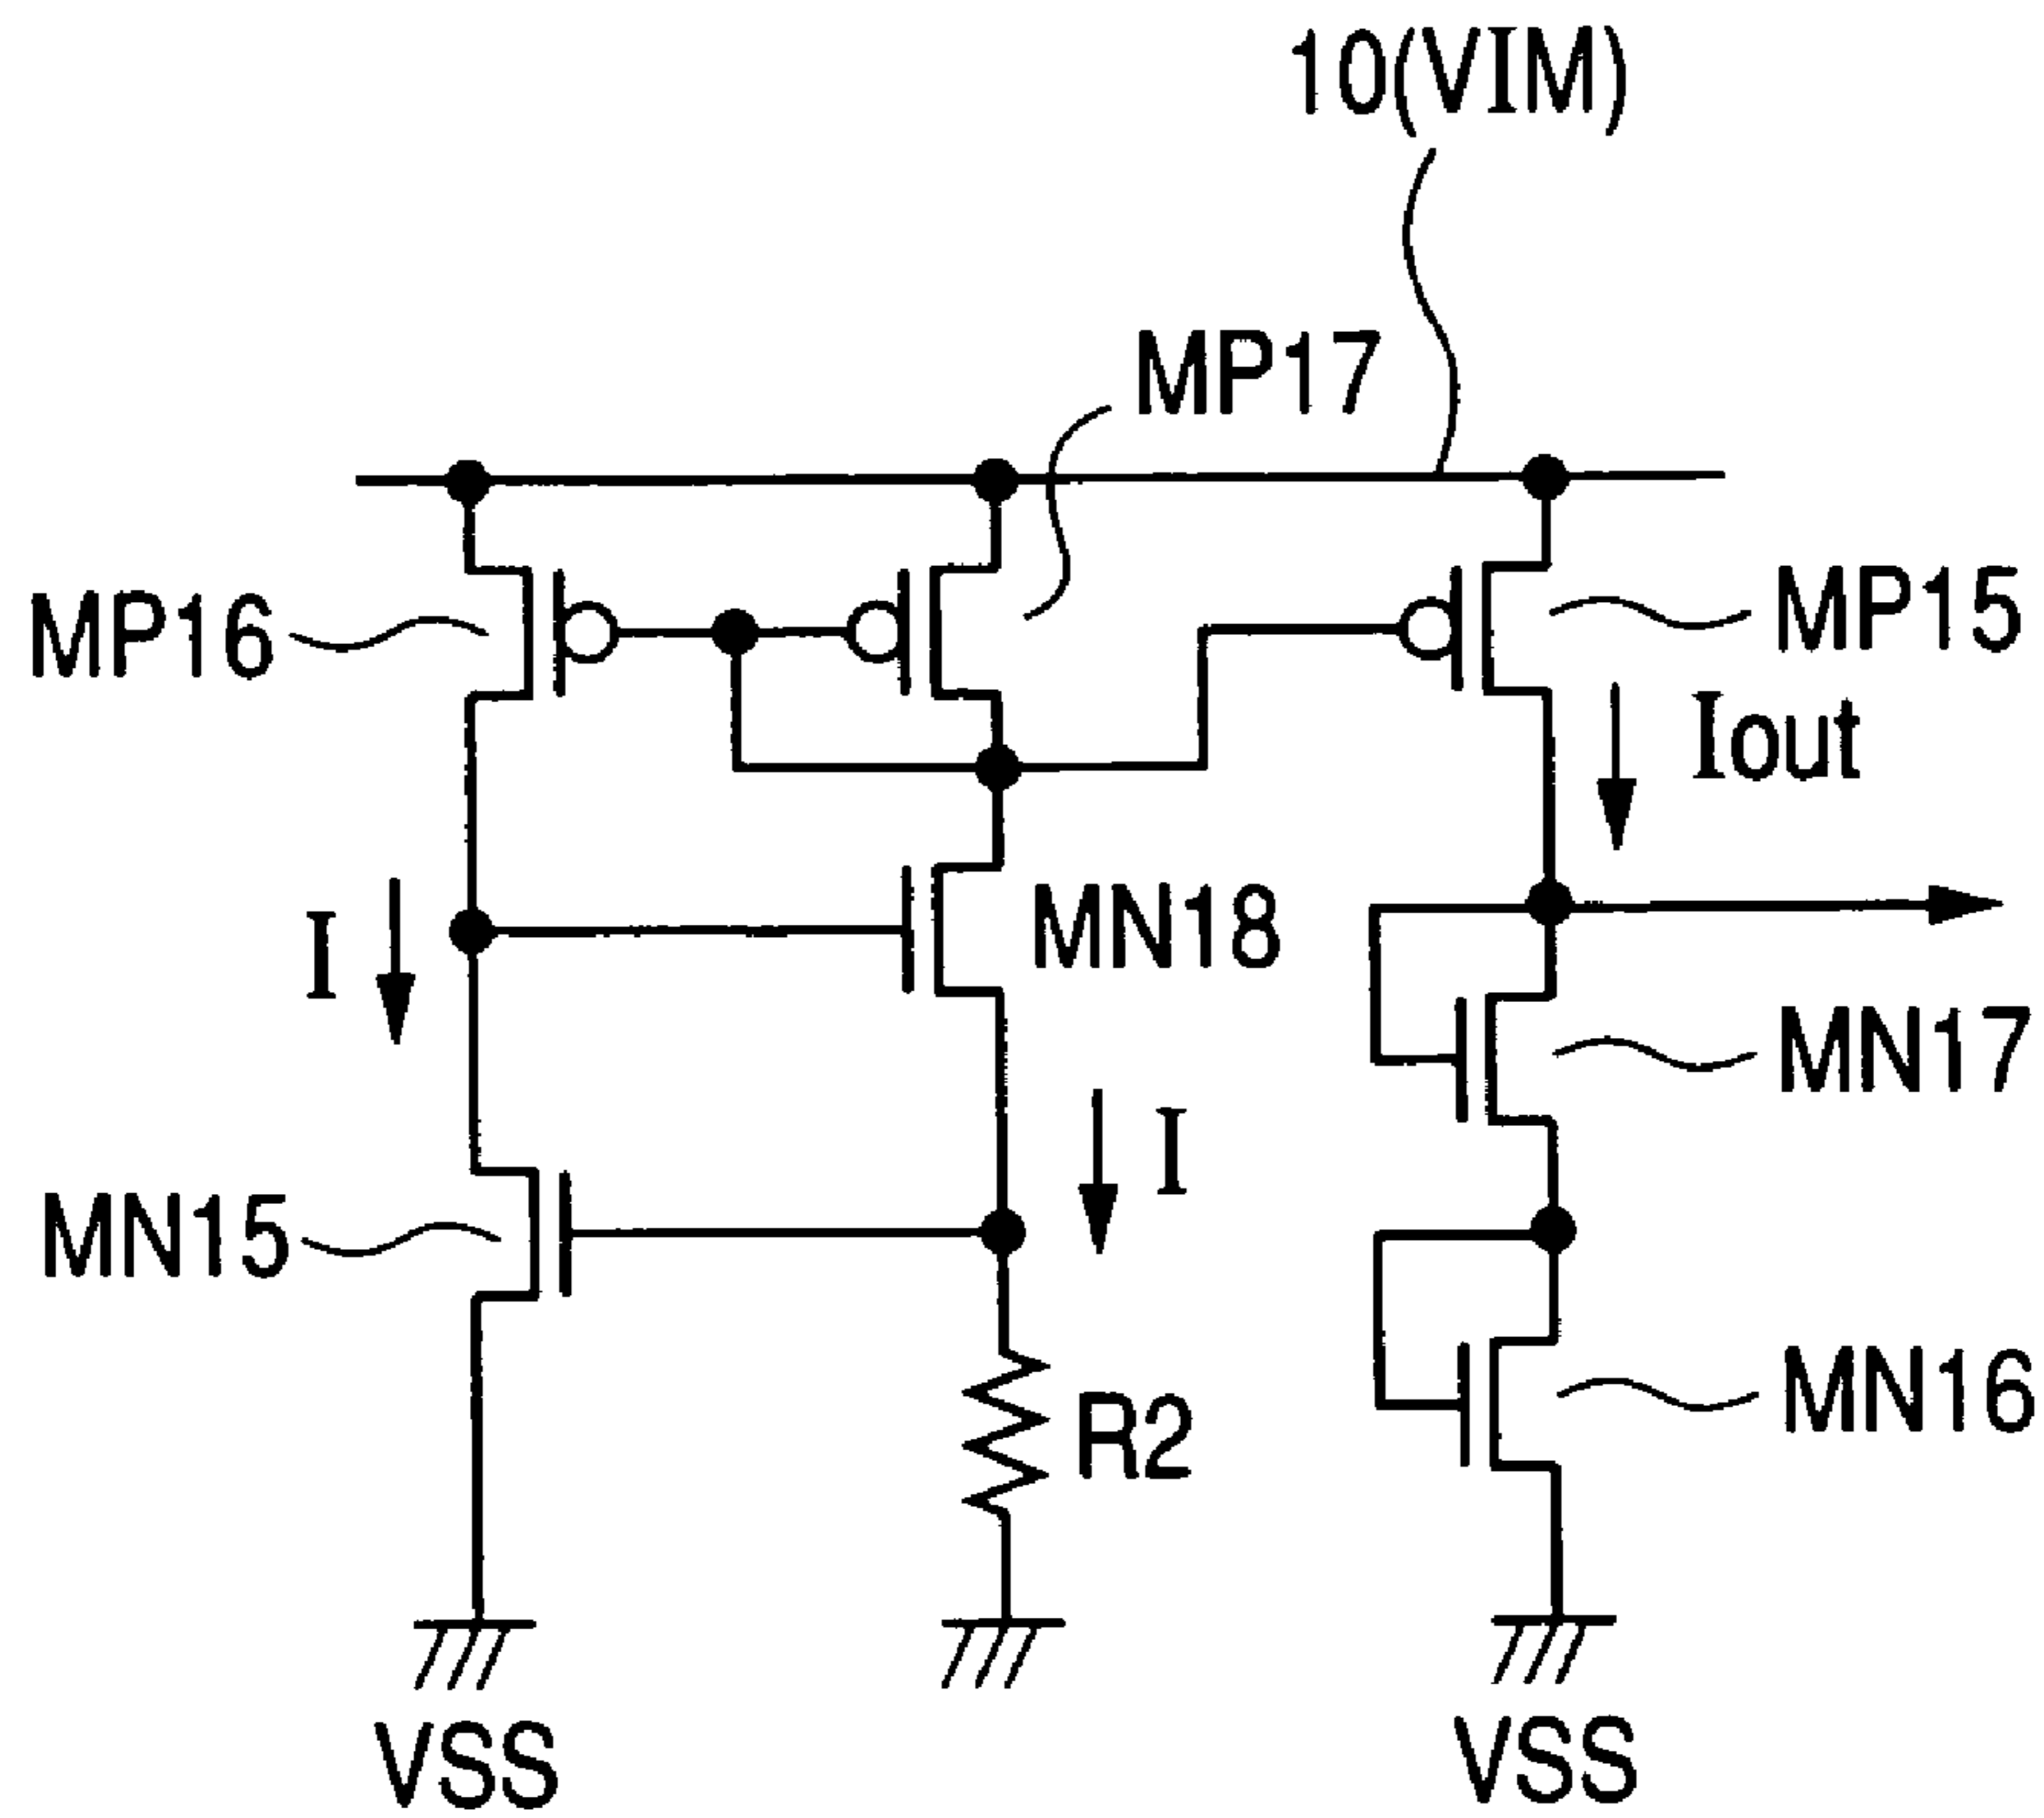 10(VIM)
MP17
MP16
MP15
Iout
I
MN18
MN17
I
MN15
MN16
R2
VSS
VSS